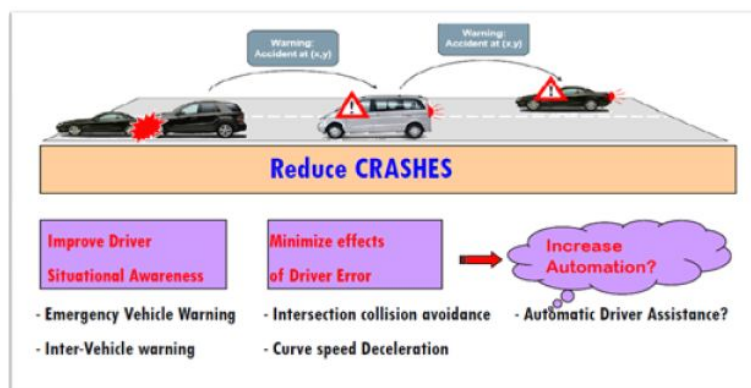 Warning:
Accident at (x,y)
Warning:
Accident at (x,y)
Reduce CRASHES
Improve Driver
Situational Awareness
- Emergency Vehicle Warning
- Inter-Vehicle warning
Minimize effects
of Driver Error
- Intersection collision avoidance
- Curve speed Deceleration
Increase
Automation?
- Automatic Driver Assistance?